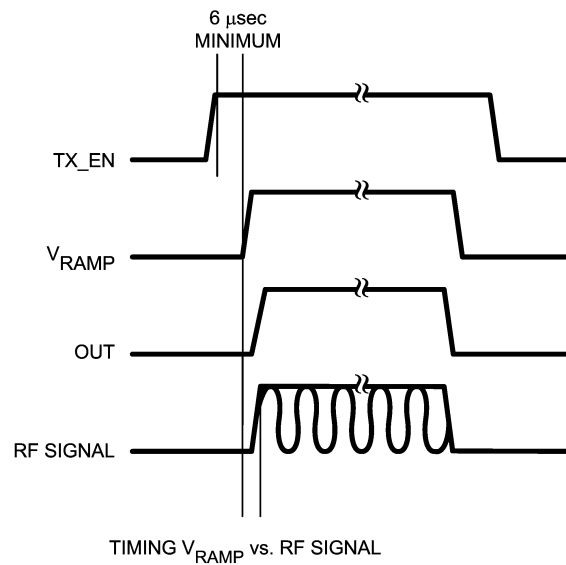 6 μsec
MINIMUM
TX_EN
VRAMP
OUT
RF SIGNAL
TIMING VRAMP vs. RF SIGNAL